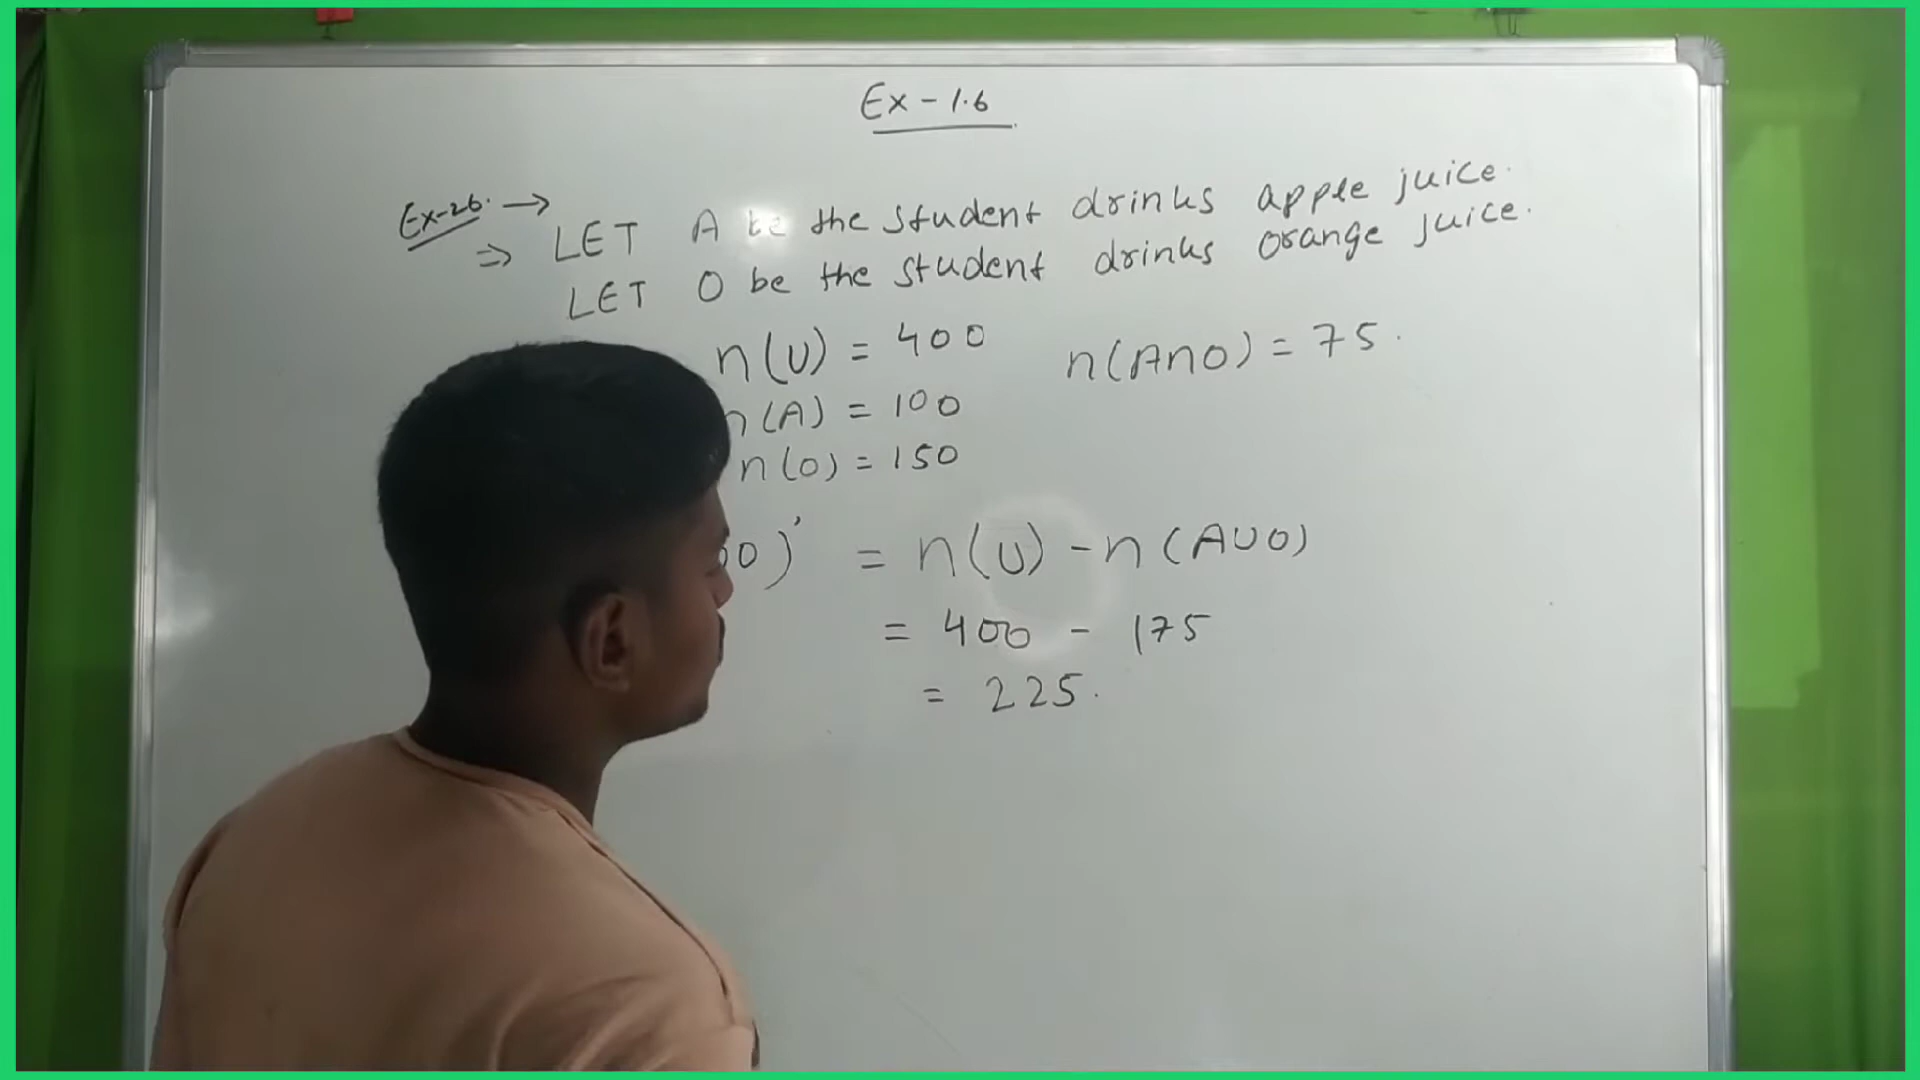 Ex - 1.6
Ex-26. →
⇒ LET A be the student drinks apple juice.
LET O be the student drinks orange juice.
n(U) = 400 n(A∩O) = 75.
n(A) = 100
n(O) = 150
O)' = n(U) - n(A∪O)
= 400 - 175
= 225.